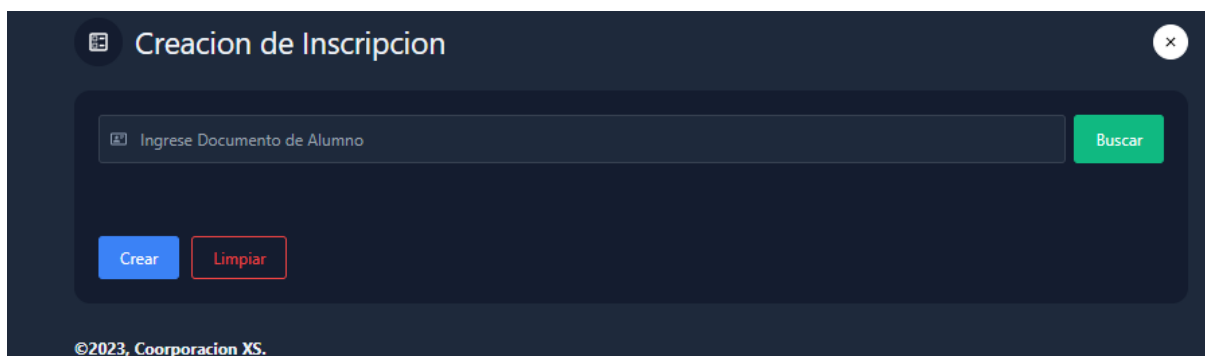 Creacion de Inscripcion
Ingrese Documento de Alumno
Buscar
Crear
Limpiar
©2023, Coorporacion XS.